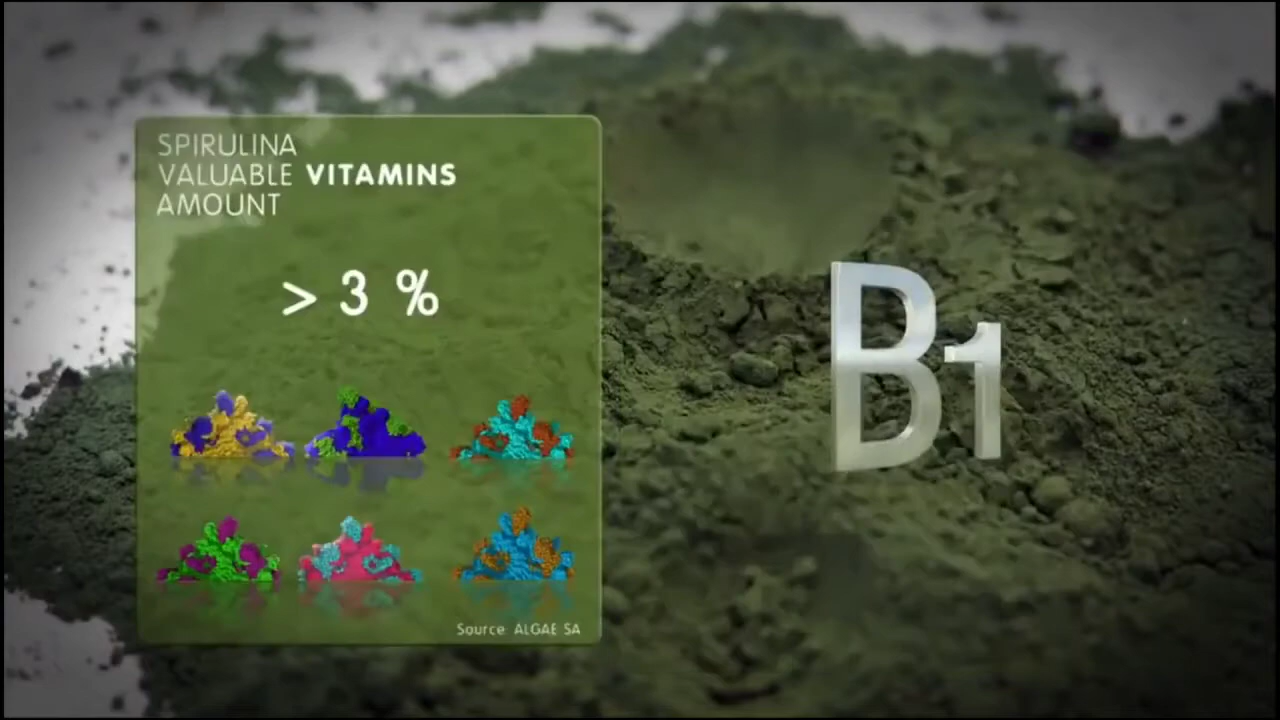 SPIRULINA
VALUABLE VITAMINS
AMOUNT
> 3 %
B1
Source: ALGAE SA